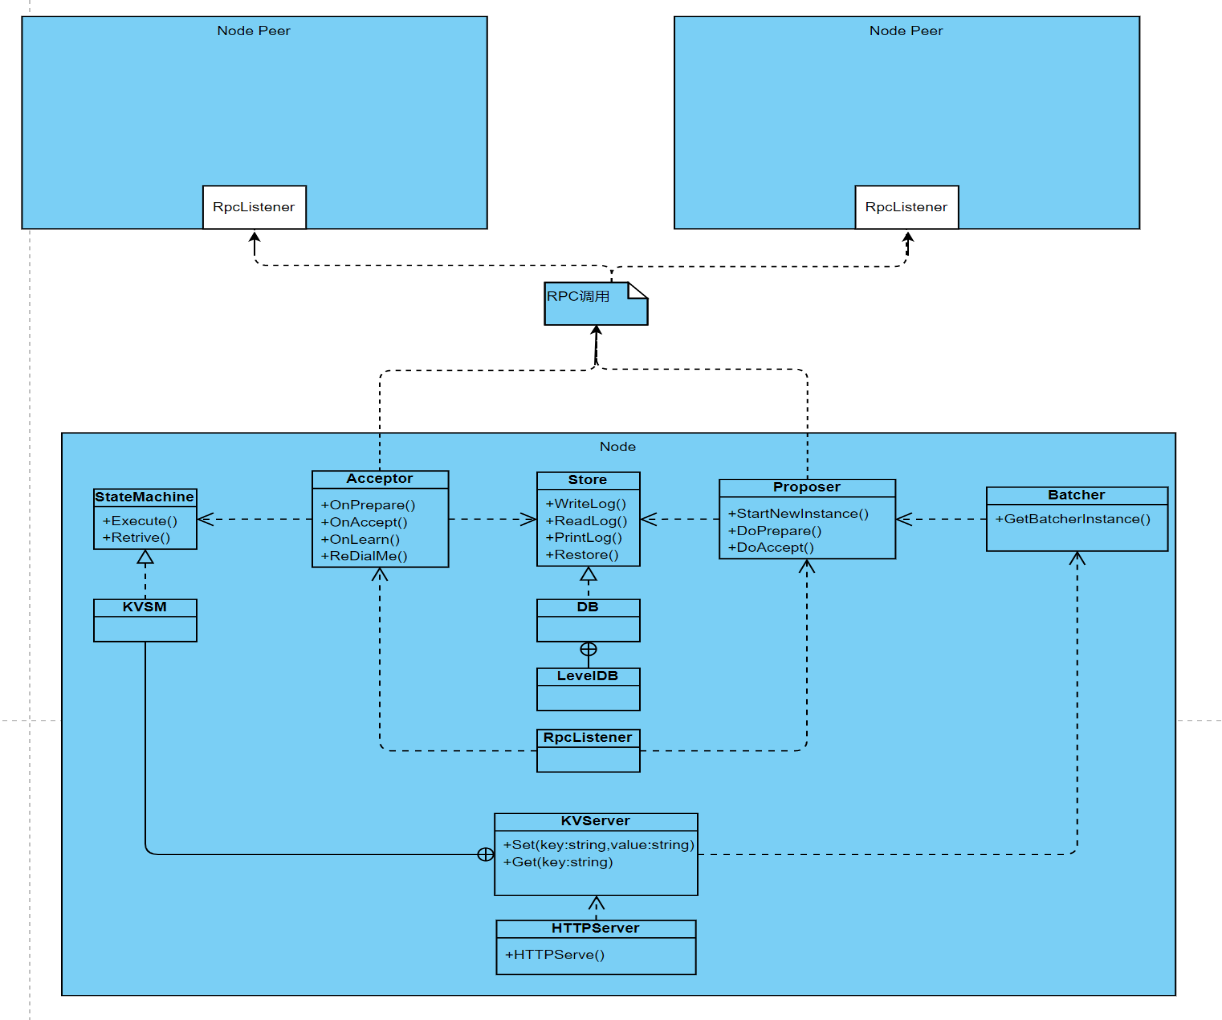 Node Peer
Node Peer
RpcListener
RpcListener
RPC调用
Node
StateMachine
+Execute()
+Retrive()
Acceptor
+OnPrepare()
+OnAccept()
+OnLearn()
+ReDialMe()
Store
+WriteLog()
+ReadLog()
+PrintLog()
+Restore()
Proposer
+StartNewInstance()
+DoPrepare()
+DoAccept()
Batcher
+GetBatcherInstance()
KVSM
DB
LevelDB
RpcListener
KVServer
+Set(key:string,value:string)
+Get(key:string)
HTTPServer
+HTTPServe()